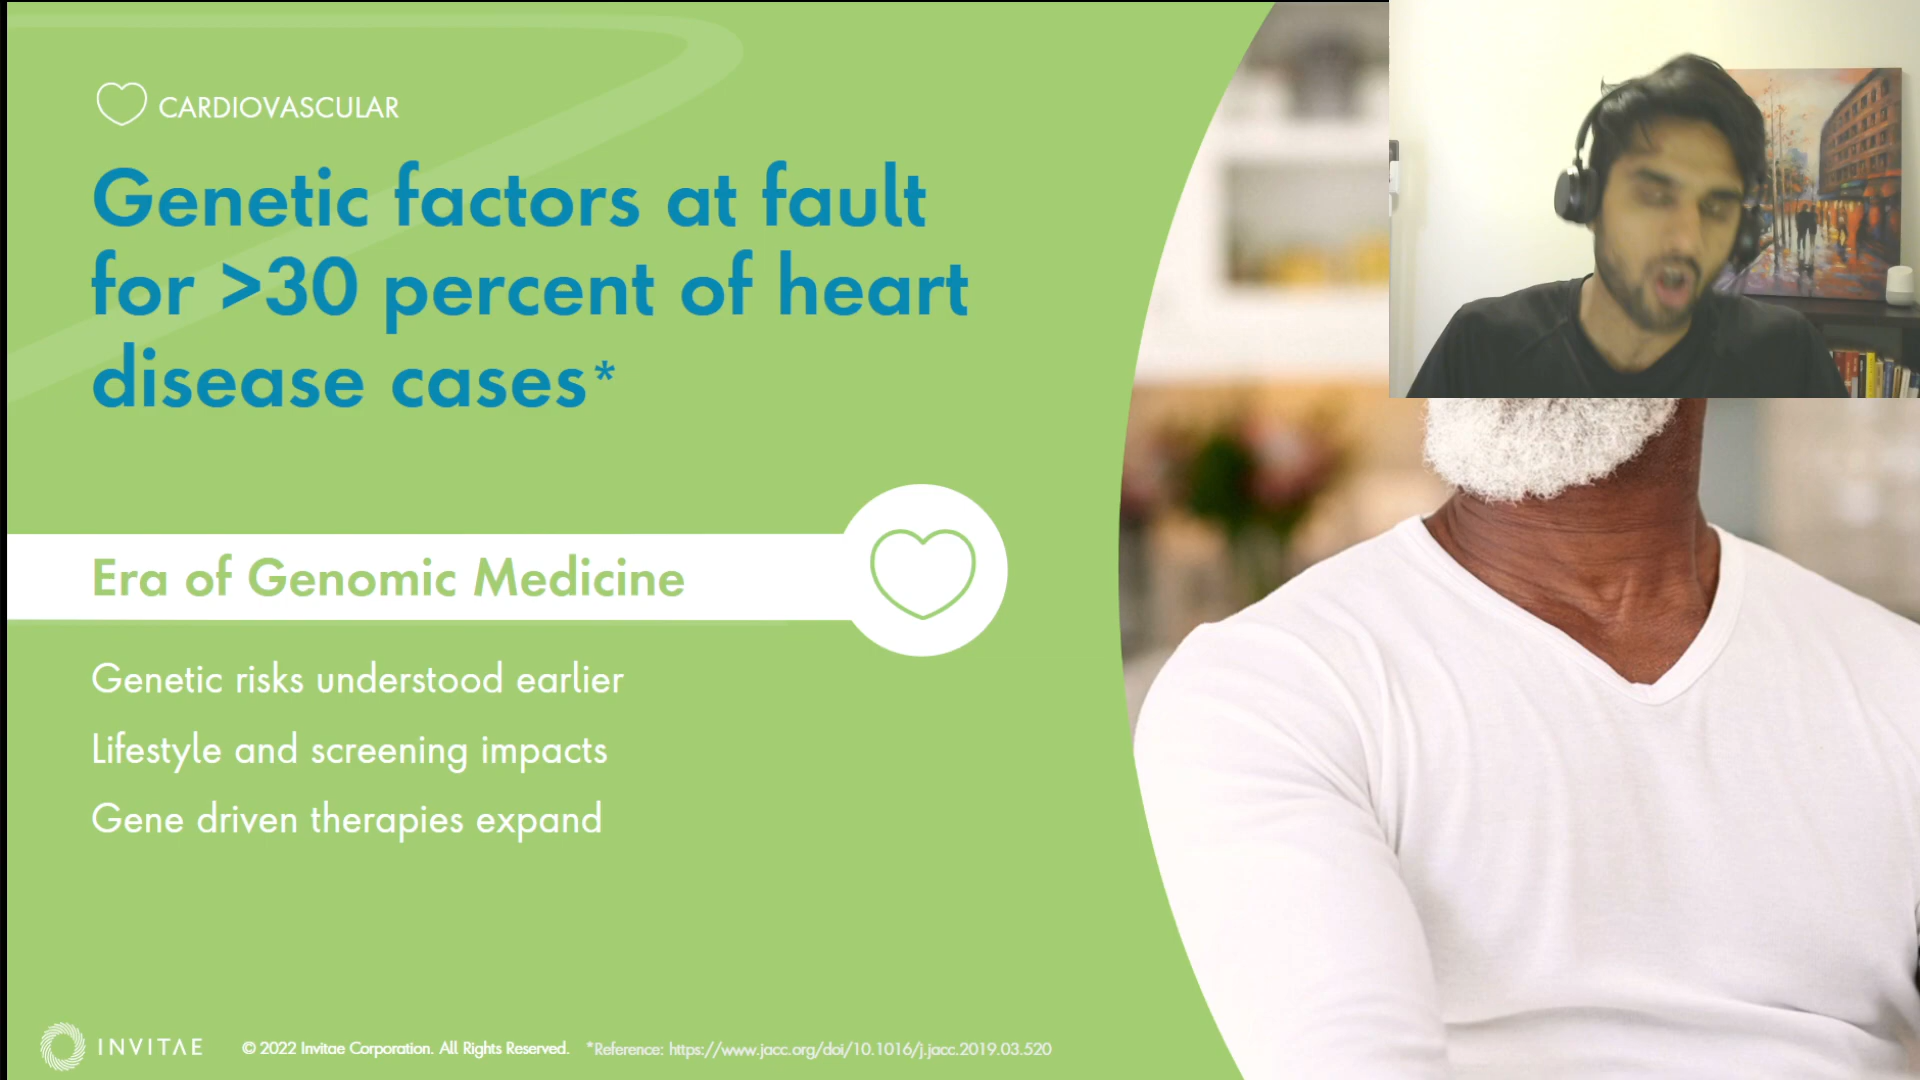 CARDIOVASCULAR
Genetic factors at fault
for >30 percent of heart
disease cases*
Era of Genomic Medicine
Genetic risks understood earlier
Lifestyle and screening impacts
Gene driven therapies expand
INVITAE © 2022 Invitae Corporation. All Rights Reserved. *Reference: https://www.jacc.org/doi/10.1016/j.jacc.2019.03.520